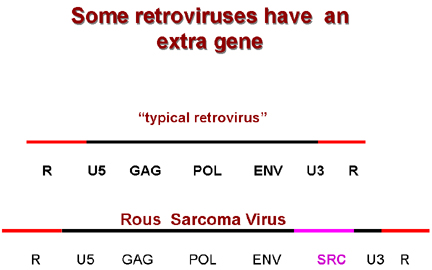 Some retroviruses have an
extra gene
“typical retrovirus”
R U5 GAG POL ENV U3 R
Rous Sarcoma Virus
R U5 GAG POL ENV SRC U3 R